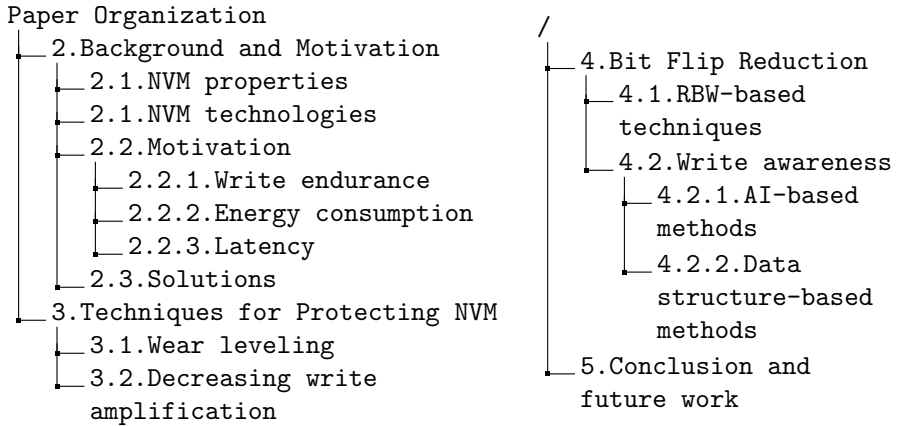 Paper Organization
2.Background and Motivation
2.1.NVM properties
2.1.NVM technologies
2.2.Motivation
2.2.1.Write endurance
2.2.2.Energy consumption
2.2.3.Latency
2.3.Solutions
3.Techniques for Protecting NVM
3.1.Wear leveling
3.2.Decreasing write
amplification
/
4.Bit Flip Reduction
4.1.RBW-based
techniques
4.2.Write awareness
4.2.1.AI-based
methods
4.2.2.Data
structure-based
methods
5.Conclusion and
future work